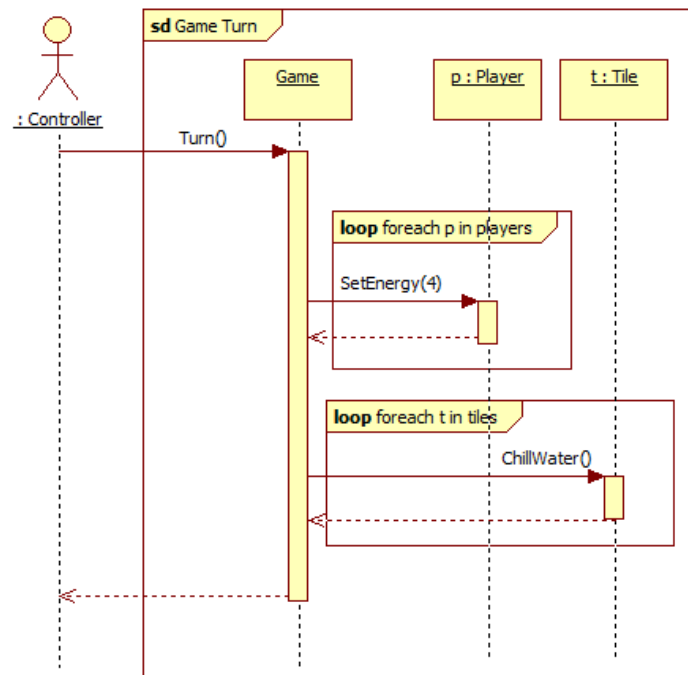 sd Game Turn
Game
p : Player
t : Tile
: Controller
Turn()
loop foreach p in players
SetEnergy(4)
loop foreach t in tiles
ChillWater()